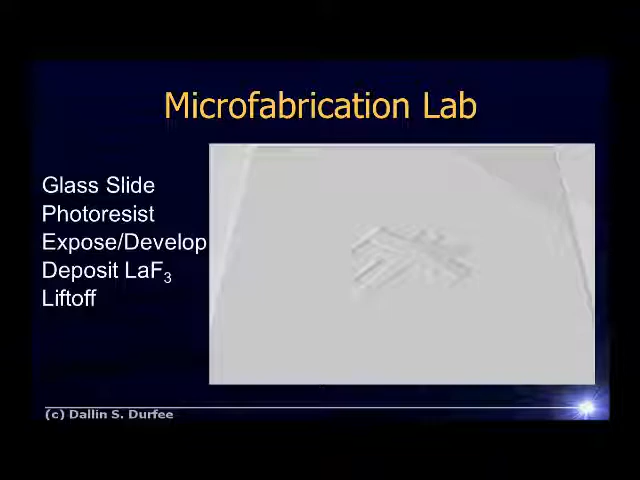 Microfabrication Lab
Glass Slide
Photoresist
Expose/Develop
Deposit LaF₃
Liftoff
(c) Dallin S. Durfee